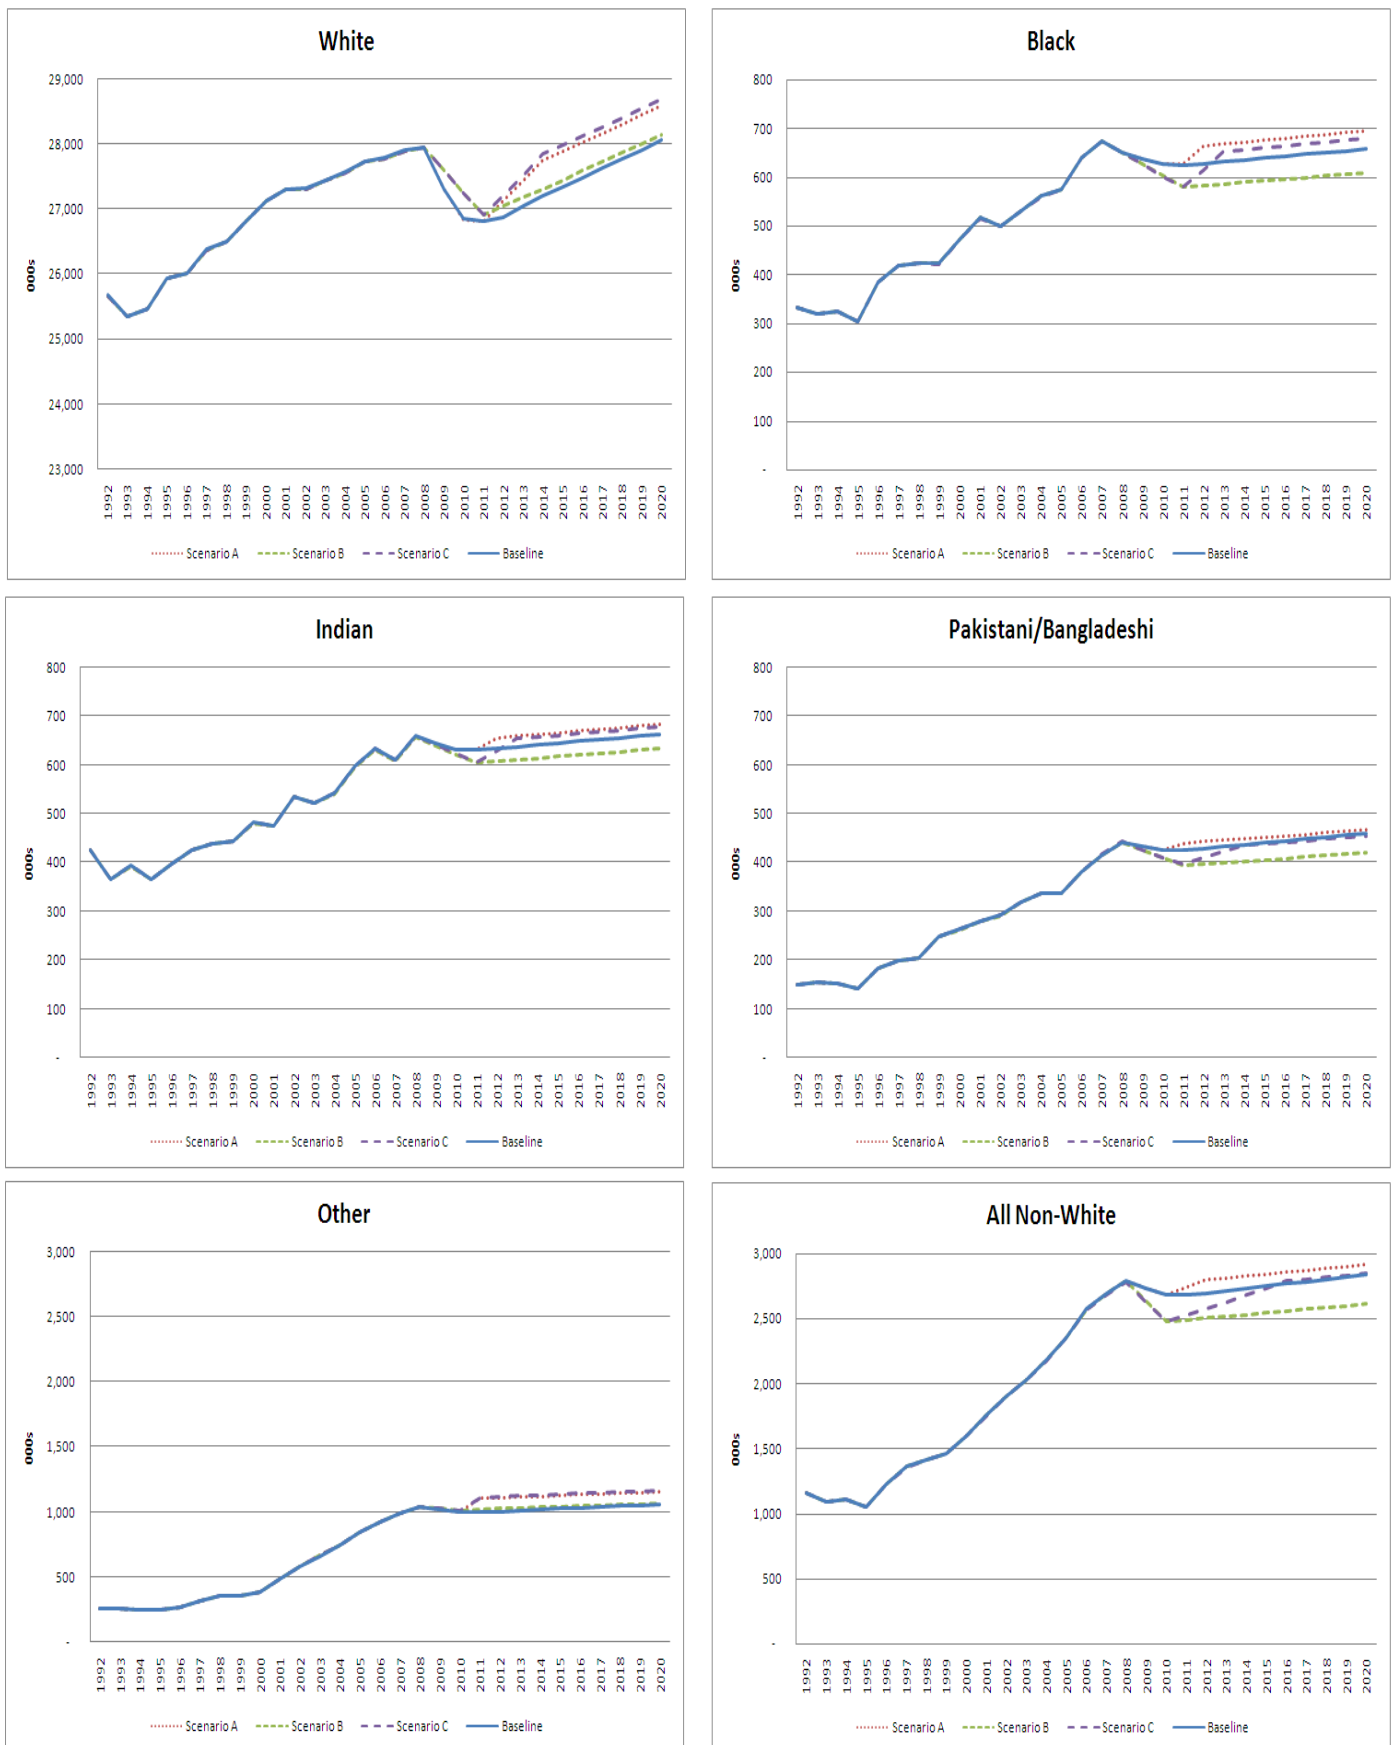 White
29,000
28,000
27,000
26,000
25,000
24,000
23,000
000s
1992 1993 1994 1995 1996 1997 1998 1999 2000 2001 2002 2003 2004 2005 2006 2007 2008 2009 2010 2011 2012 2013 2014 2015 2016 2017 2018 2019 2020
Scenario A Scenario B Scenario C Baseline
Black
800
700
600
500
400
300
200
100
-
000s
1992 1993 1994 1995 1996 1997 1998 1999 2000 2001 2002 2003 2004 2005 2006 2007 2008 2009 2010 2011 2012 2013 2014 2015 2016 2017 2018 2019 2020
Scenario A Scenario B Scenario C Baseline
Indian
800
700
600
500
400
300
200
100
-
000s
1992 1993 1994 1995 1996 1997 1998 1999 2000 2001 2002 2003 2004 2005 2006 2007 2008 2009 2010 2011 2012 2013 2014 2015 2016 2017 2018 2019 2020
Scenario A Scenario B Scenario C Baseline
Pakistani/Bangladeshi
800
700
600
500
400
300
200
100
-
000s
1992 1993 1994 1995 1996 1997 1998 1999 2000 2001 2002 2003 2004 2005 2006 2007 2008 2009 2010 2011 2012 2013 2014 2015 2016 2017 2018 2019 2020
Scenario A Scenario B Scenario C Baseline
Other
3,000
2,500
2,000
1,500
1,000
500
-
000s
1992 1993 1994 1995 1996 1997 1998 1999 2000 2001 2002 2003 2004 2005 2006 2007 2008 2009 2010 2011 2012 2013 2014 2015 2016 2017 2018 2019 2020
Scenario A Scenario B Scenario C Baseline
All Non-White
3,000
2,500
2,000
1,500
1,000
500
-
000s
1992 1993 1994 1995 1996 1997 1998 1999 2000 2001 2002 2003 2004 2005 2006 2007 2008 2009 2010 2011 2012 2013 2014 2015 2016 2017 2018 2019 2020
Scenario A Scenario B Scenario C Baseline